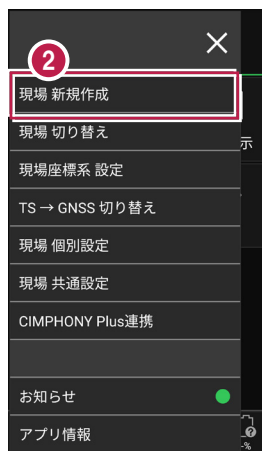 2
現場 新規作成
現場 切り替え
示
現場座標系 設定
TS → GNSS 切り替え
現場 個別設定
現場 共通設定
CIMPHONY Plus連携
お知らせ
アプリ情報
?
-%